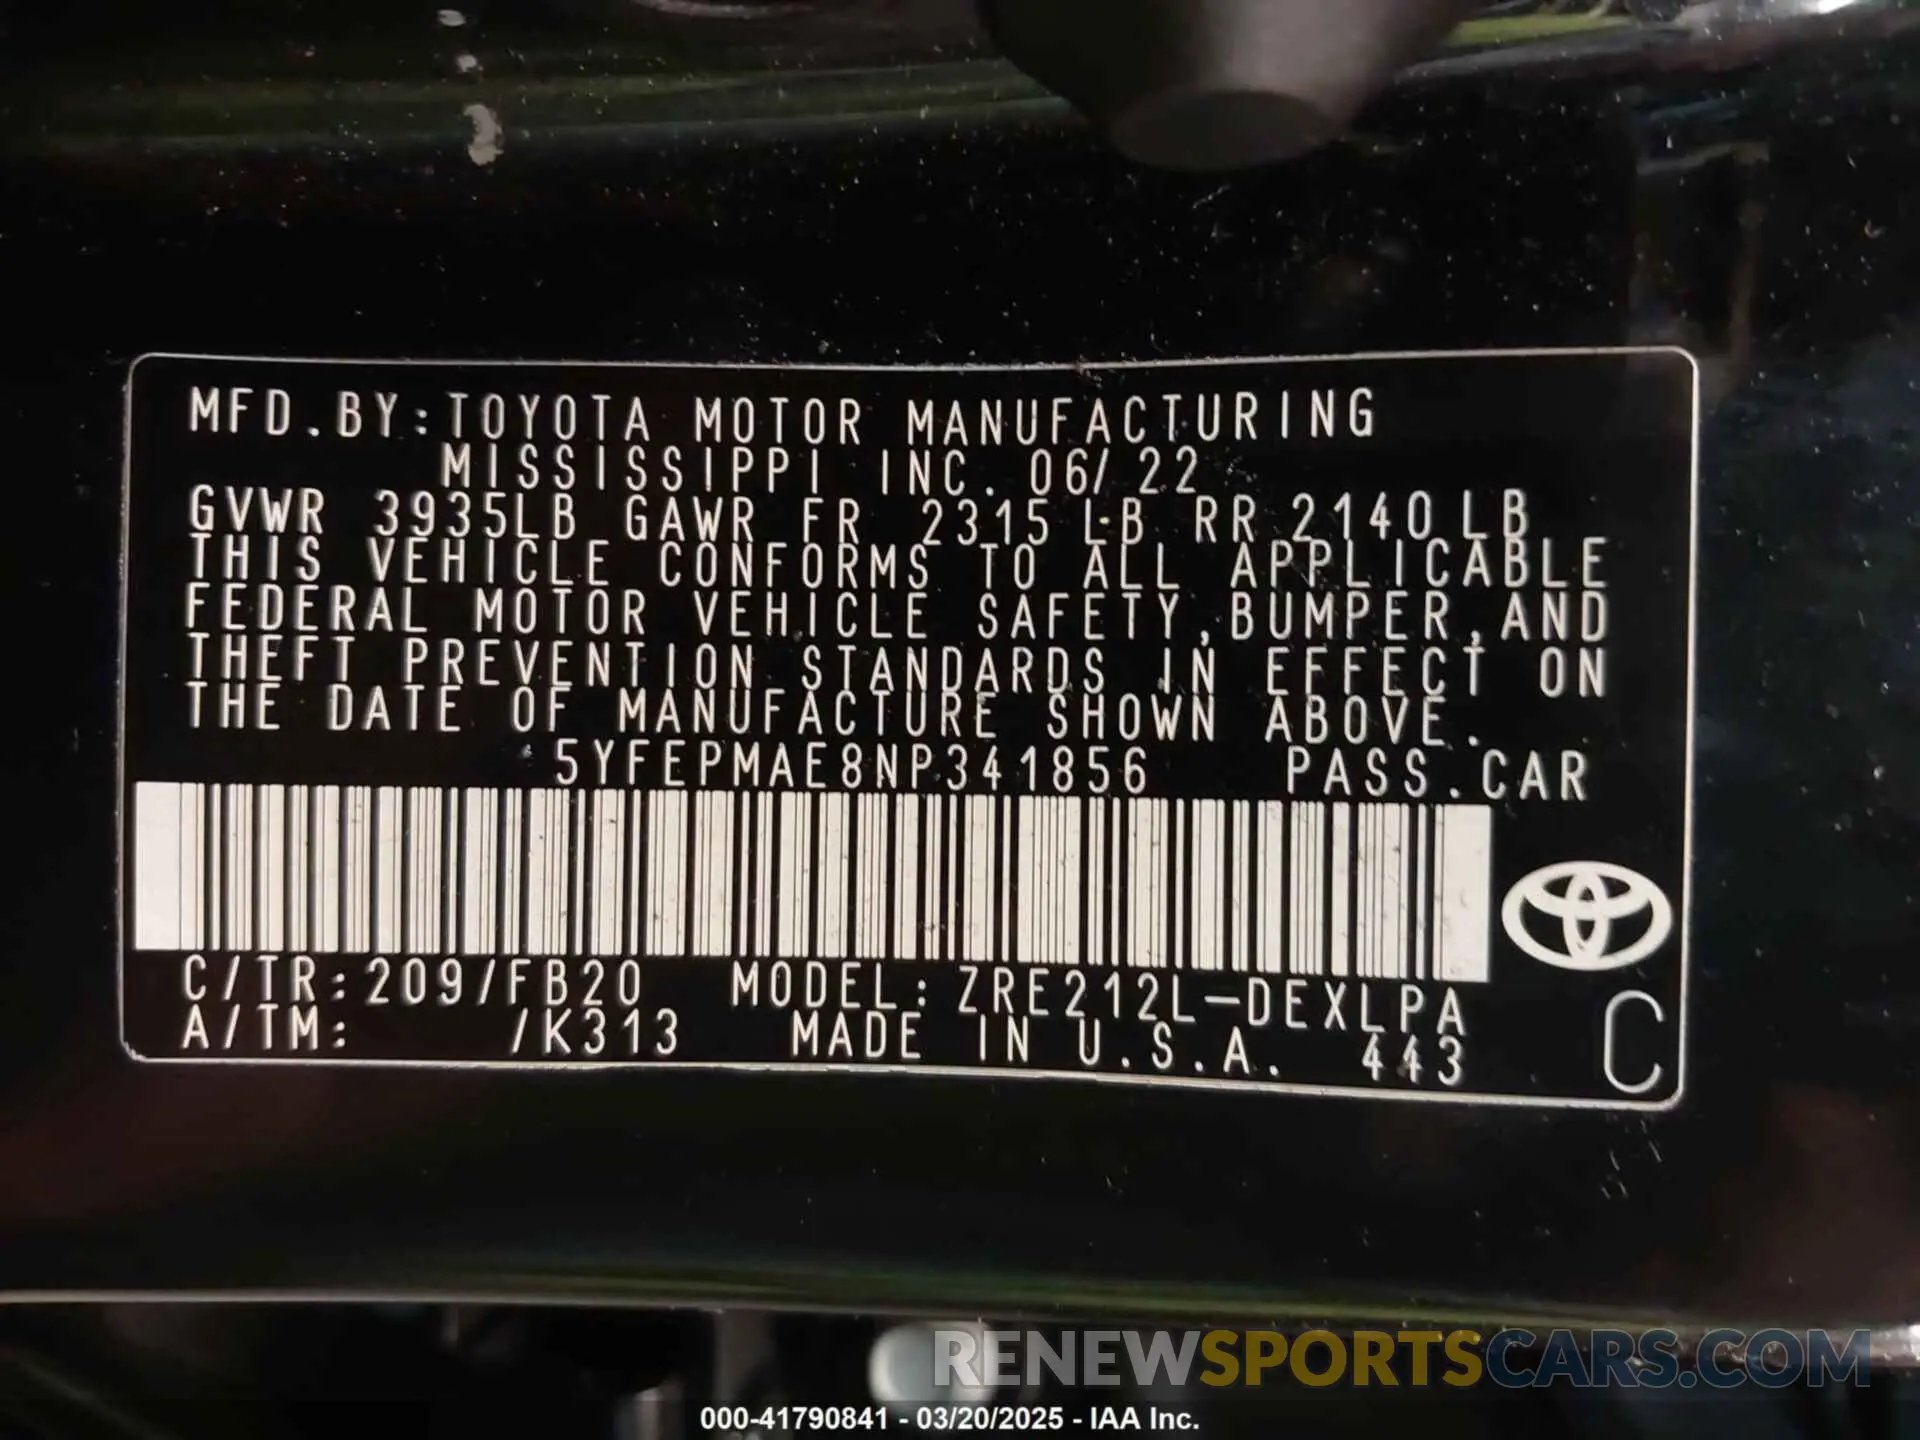 MFD.BY:TOYOTA MOTOR MANUFACTURING
MISSISSIPPI INC. 06/22
GVWR 3935LB GAWR FR 2315 LB RR 2140LB
THIS VEHICLE CONFORMS TO ALL APPLICABLE
FEDERAL MOTOR VEHICLE SAFETY,BUMPER,AND
THEFT PREVENTION STANDARDS IN EFFECT ON
THE DATE OF MANUFACTURE SHOWN ABOVE.
5YFEPMAE8NP341856 PASS.CAR
C/TR:209/FB20 MODEL:ZRE212L-DEXLPA
A/TM: /K313 MADE IN U.S.A. 443
C
RENEWSPORTSCARS.COM
000-41790841 - 03/20/2025 - IAA Inc.